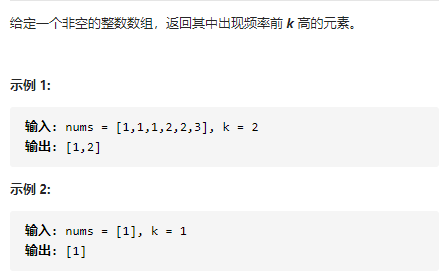 给定一个非空的整数数组，返回其中出现频率前 k 高的元素。
示例 1:
输入: nums = [1,1,1,2,2,3], k = 2
输出: [1,2]
示例 2:
输入: nums = [1], k = 1
输出: [1]